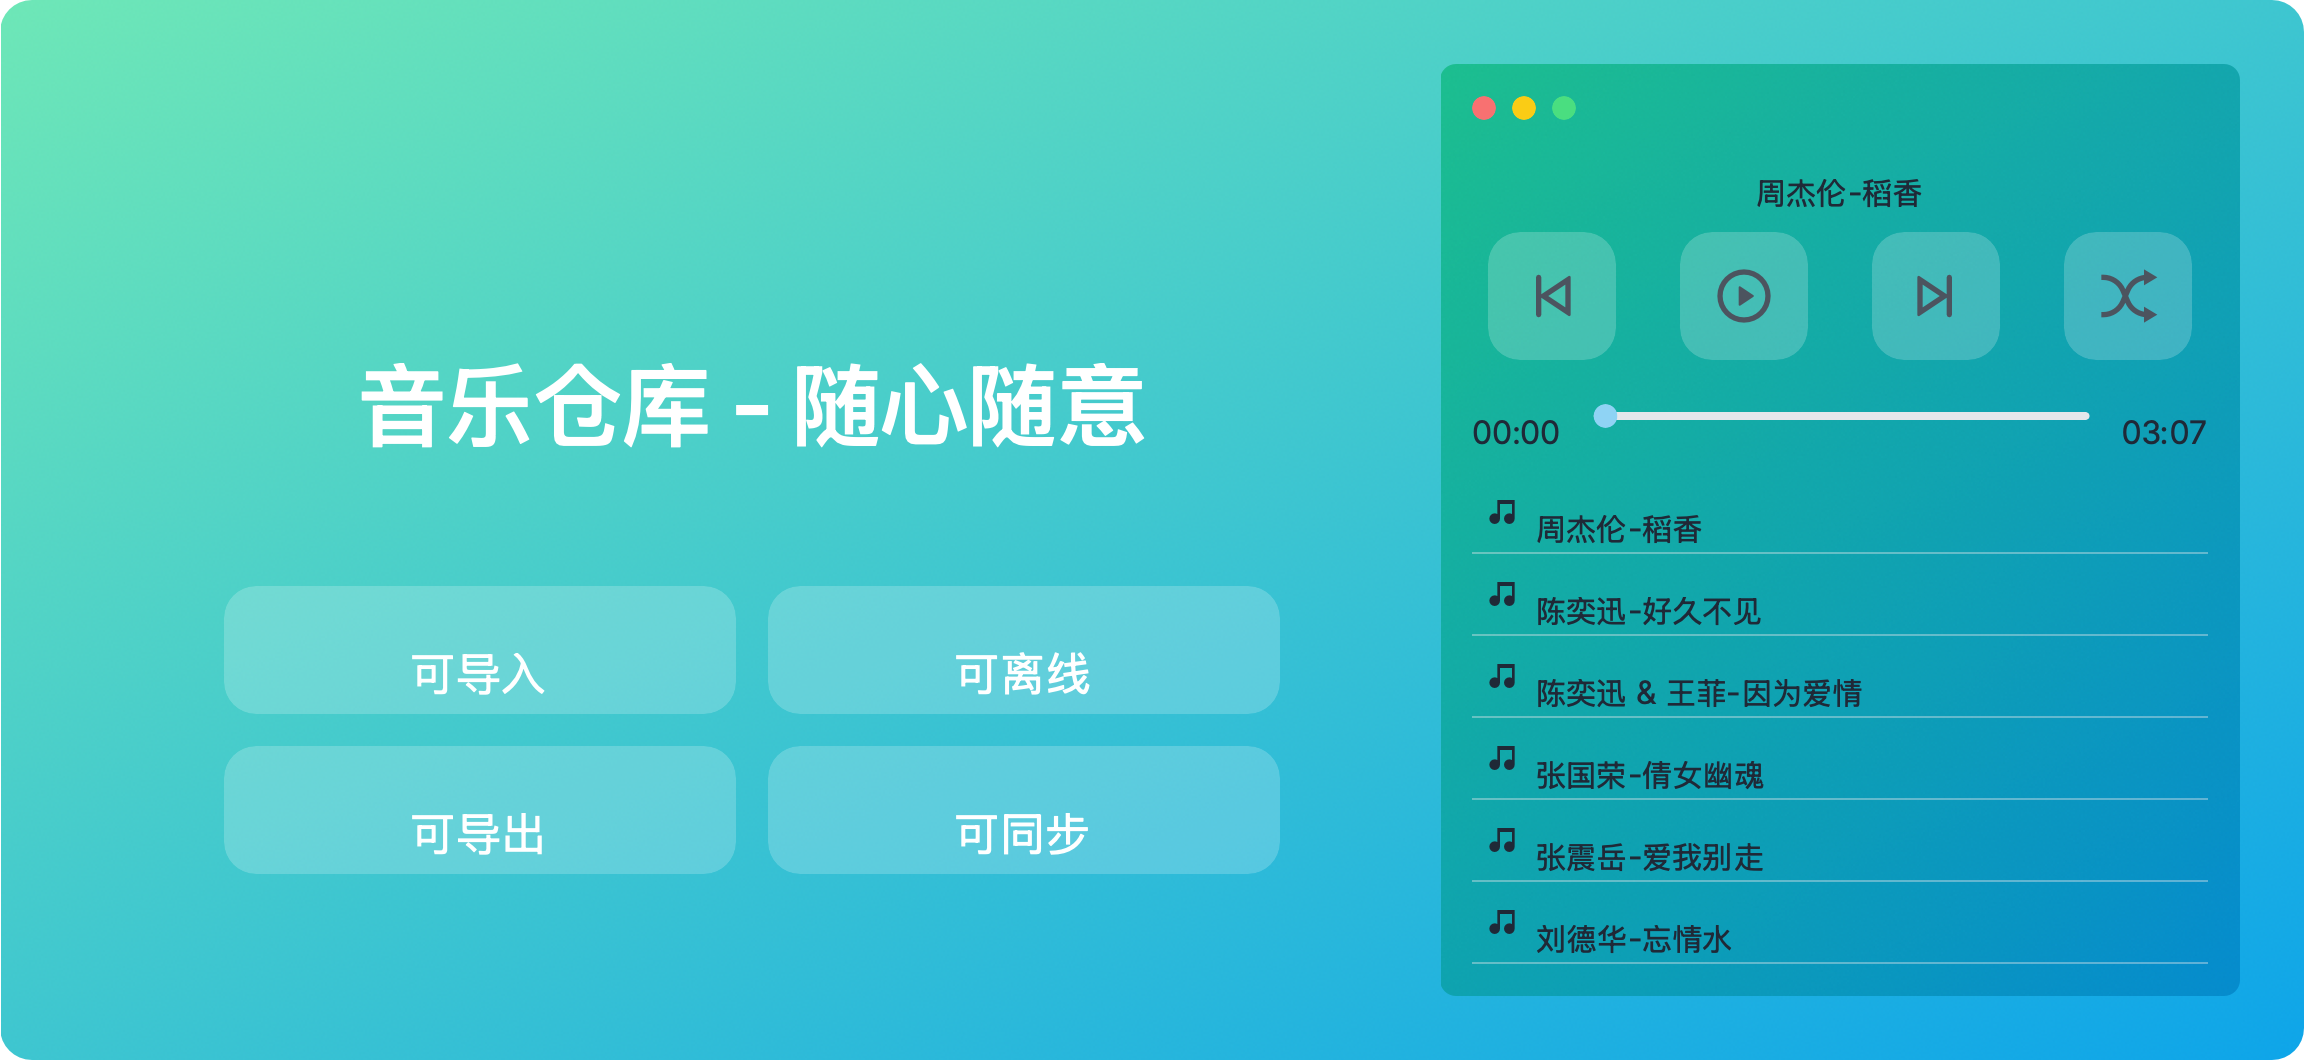 音乐仓库 - 随心随意
可导入
可离线
可导出
可同步
周杰伦-稻香
00:00
03:07
周杰伦-稻香
陈奕迅-好久不见
陈奕迅 & 王菲-因为爱情
张国荣-倩女幽魂
张震岳-爱我别走
刘德华-忘情水